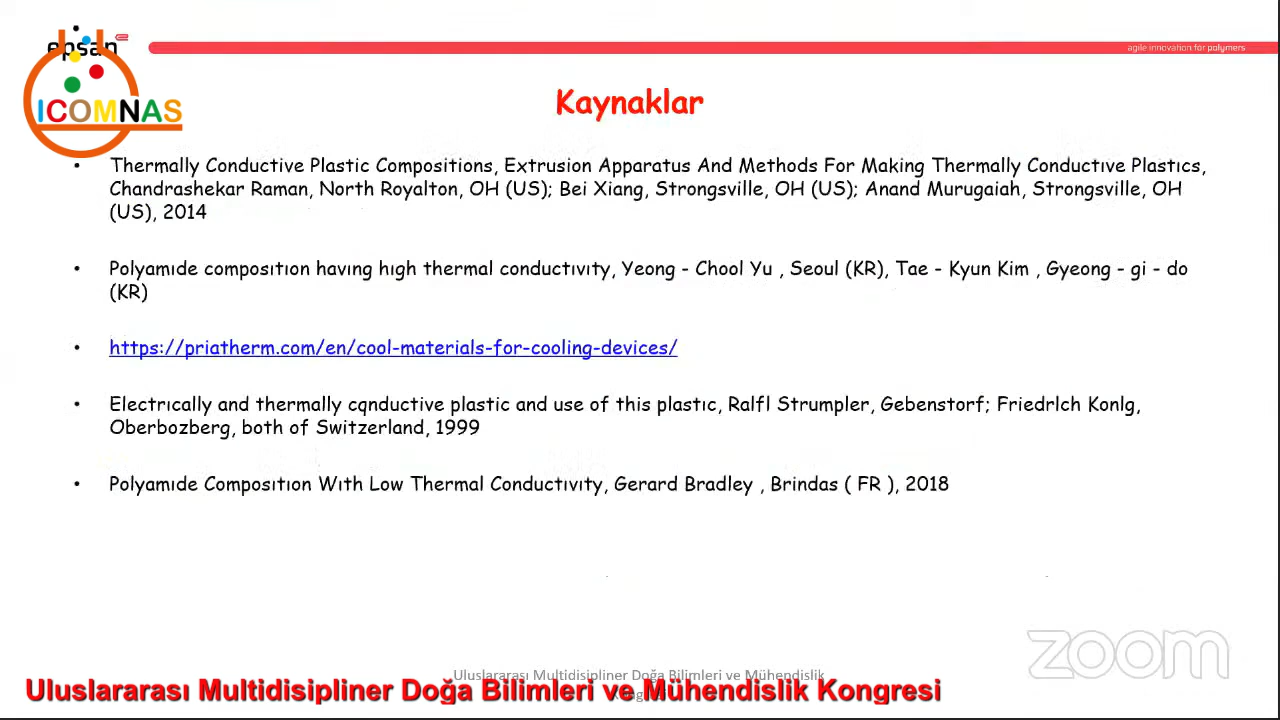 epsan
agile innovation for polymers
ICOMNAS
Kaynaklar
• Thermally Conductive Plastic Compositions, Extrusion Apparatus And Methods For Making Thermally Conductıve Plastıcs,
Chandrashekar Raman, North Royalton, OH (US); Bei Xiang, Strongsville, OH (US); Anand Murugaiah, Strongsville, OH
(US), 2014
• Polyamıde composıtıon havıng hıgh thermal conductıvıty, Yeong - Chool Yu , Seoul (KR), Tae - Kyun Kim , Gyeong - gi - do
(KR)
• https://priatherm.com/en/cool-materials-for-cooling-devices/
• Electrıcally and thermally cqnductive plastic and use of this plastıc, Ralfl Strumpler, Gebenstorf; Friedrlch Konlg,
Oberbozberg, both of Switzerland, 1999
• Polyamıde Composıtıon Wıth Low Thermal Conductıvıty, Gerard Bradley , Brindas ( FR ), 2018
zoom
Uluslararası Multidisipliner Doğa Bilimleri ve Mühendislik
Uluslararası Multidisipliner Doğa Bilimleri ve Mühendislik Kongresi